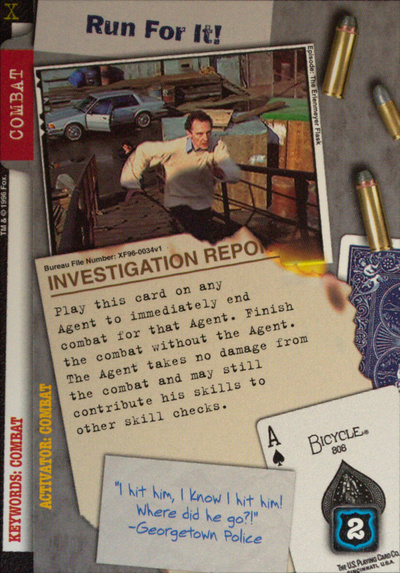 X
Run For It!
COMBAT
TM & © 1996 Fox.
Episode: The Erlenmeyer Flask
Bureau File Number: XF96-0034v1
INVESTIGATION REPOR
Play this card on any
Agent to immediately end
combat for that Agent. Finish
the combat without the Agent.
The Agent takes no damage from
the combat and may still
contribute his skills to
other skill checks.
KEYWORDS: COMBAT
ACTIVATOR: COMBAT
"I hit him, I know I hit him!
Where did he go?!"
-Georgetown Police
A
BICYCLE®
808
2
THE U.S. PLAYING CARD CO.
CINCINNATI, U.S.A.